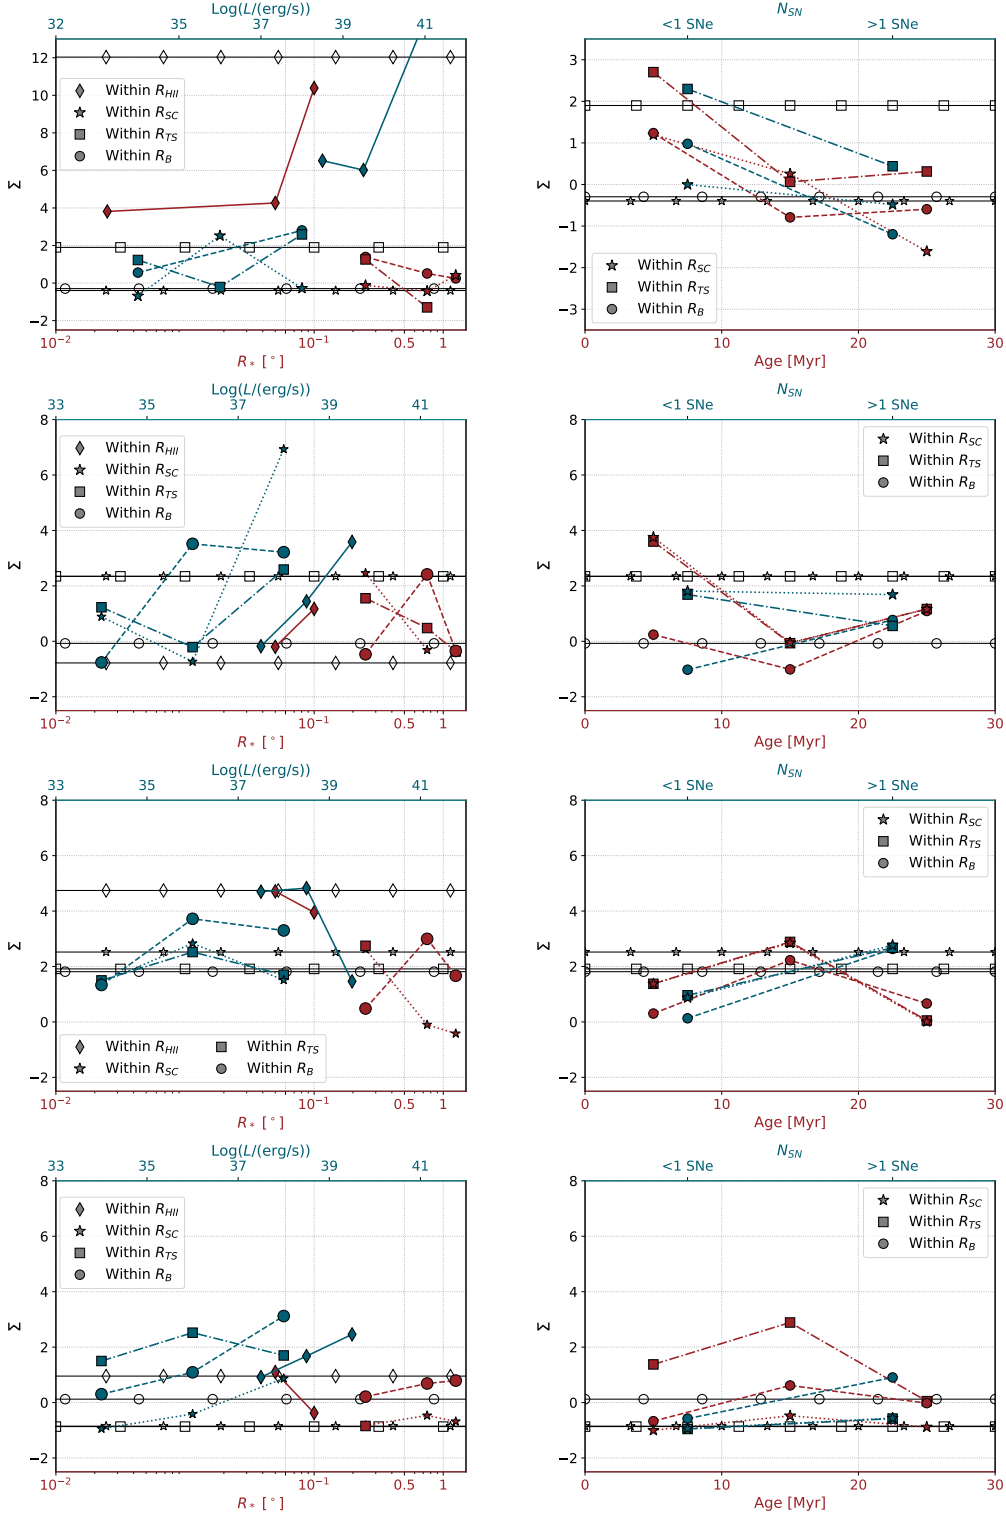 Log(L/(erg/s))
32 35 37 39 41
12
10
8
6
4
2
0
−2
Σ
Within R_HII
Within R_SC
Within R_TS
Within R_B
10⁻² 10⁻¹ 0.5 1
R_* [°]
N_SN
<1 SNe >1 SNe
3
2
1
0
−1
−2
−3
Σ
Within R_SC
Within R_TS
Within R_B
0 10 20 30
Age [Myr]
Log(L/(erg/s))
33 35 37 39 41
8
6
4
2
0
−2
Σ
Within R_HII
Within R_SC
Within R_TS
Within R_B
10⁻² 10⁻¹ 0.5 1
R_* [°]
N_SN
<1 SNe >1 SNe
8
6
4
2
0
−2
Σ
Within R_SC
Within R_TS
Within R_B
0 10 20 30
Age [Myr]
Log(L/(erg/s))
33 35 37 39 41
8
6
4
2
0
−2
Σ
Within R_HII Within R_TS
Within R_SC Within R_B
10⁻² 10⁻¹ 0.5 1
R_* [°]
N_SN
<1 SNe >1 SNe
8
6
4
2
0
−2
Σ
Within R_SC
Within R_TS
Within R_B
0 10 20 30
Age [Myr]
Log(L/(erg/s))
33 35 37 39 41
8
6
4
2
0
−2
Σ
Within R_HII
Within R_SC
Within R_TS
Within R_B
10⁻² 10⁻¹ 0.5 1
R_* [°]
N_SN
<1 SNe >1 SNe
8
6
4
2
0
−2
Σ
Within R_SC
Within R_TS
Within R_B
0 10 20 30
Age [Myr]